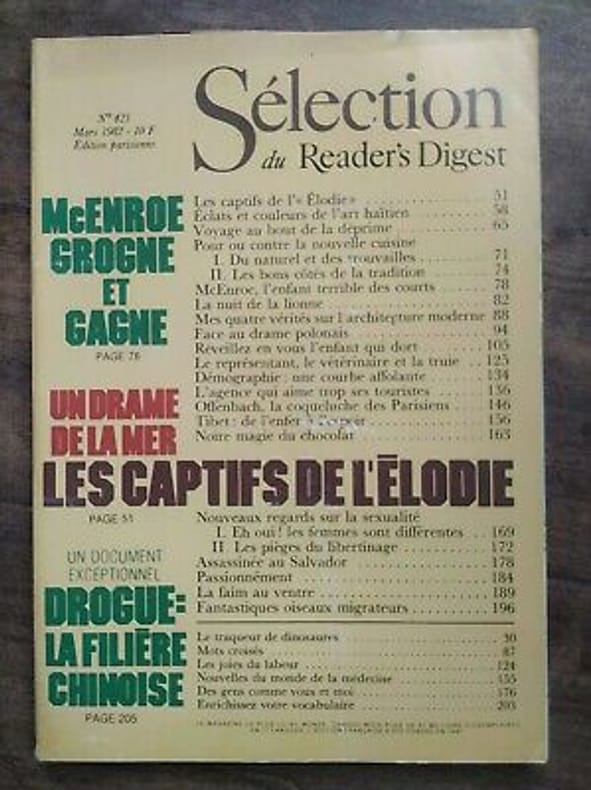 Sélection
du Reader's Digest
N° 421
Mars 1982 - 10 F
Édition parisienne
McENROE
GROGNE
ET
GAGNE
PAGE 78
UN DRAME
DE LA MER
LES CAPTIFS DE L'ÉLODIE
PAGE 51
UN DOCUMENT
EXCEPTIONNEL
DROGUE:
LA FILIÈRE
CHINOISE
PAGE 205
Les captifs de l'« Élodie » 51
Éclats et couleurs de l'art haïtien 58
Voyage au bout de la déprime 65
Pour ou contre la nouvelle cuisine
I. Du naturel et des trouvailles 71
II. Les bons côtés de la tradition 74
McEnroe, l'enfant terrible des courts 78
La nuit de la lionne 82
Mes quatre vérités sur l'architecture moderne 88
Face au drame polonais 94
Réveillez en vous l'enfant qui dort 105
Le représentant, le vétérinaire et la truie 125
Démographie : une courbe affolante 134
L'agence qui aime trop ses touristes 136
Offenbach, la coqueluche des Parisiens 146
Tibet : de l'enfer à l'espoir 156
Noire magie du chocolat 163
Nouveaux regards sur la sexualité
I. Eh oui! les femmes sont différentes 169
II. Les pièges du libertinage 172
Assassinée au Salvador 178
Passionnément 184
La faim au ventre 189
Fantastiques oiseaux migrateurs 196
Le traqueur de dinosaures 30
Mots croisés 87
Les joies du labeur 124
Nouvelles du monde de la médecine 155
Des gens comme vous et moi 176
Enrichissez votre vocabulaire 203